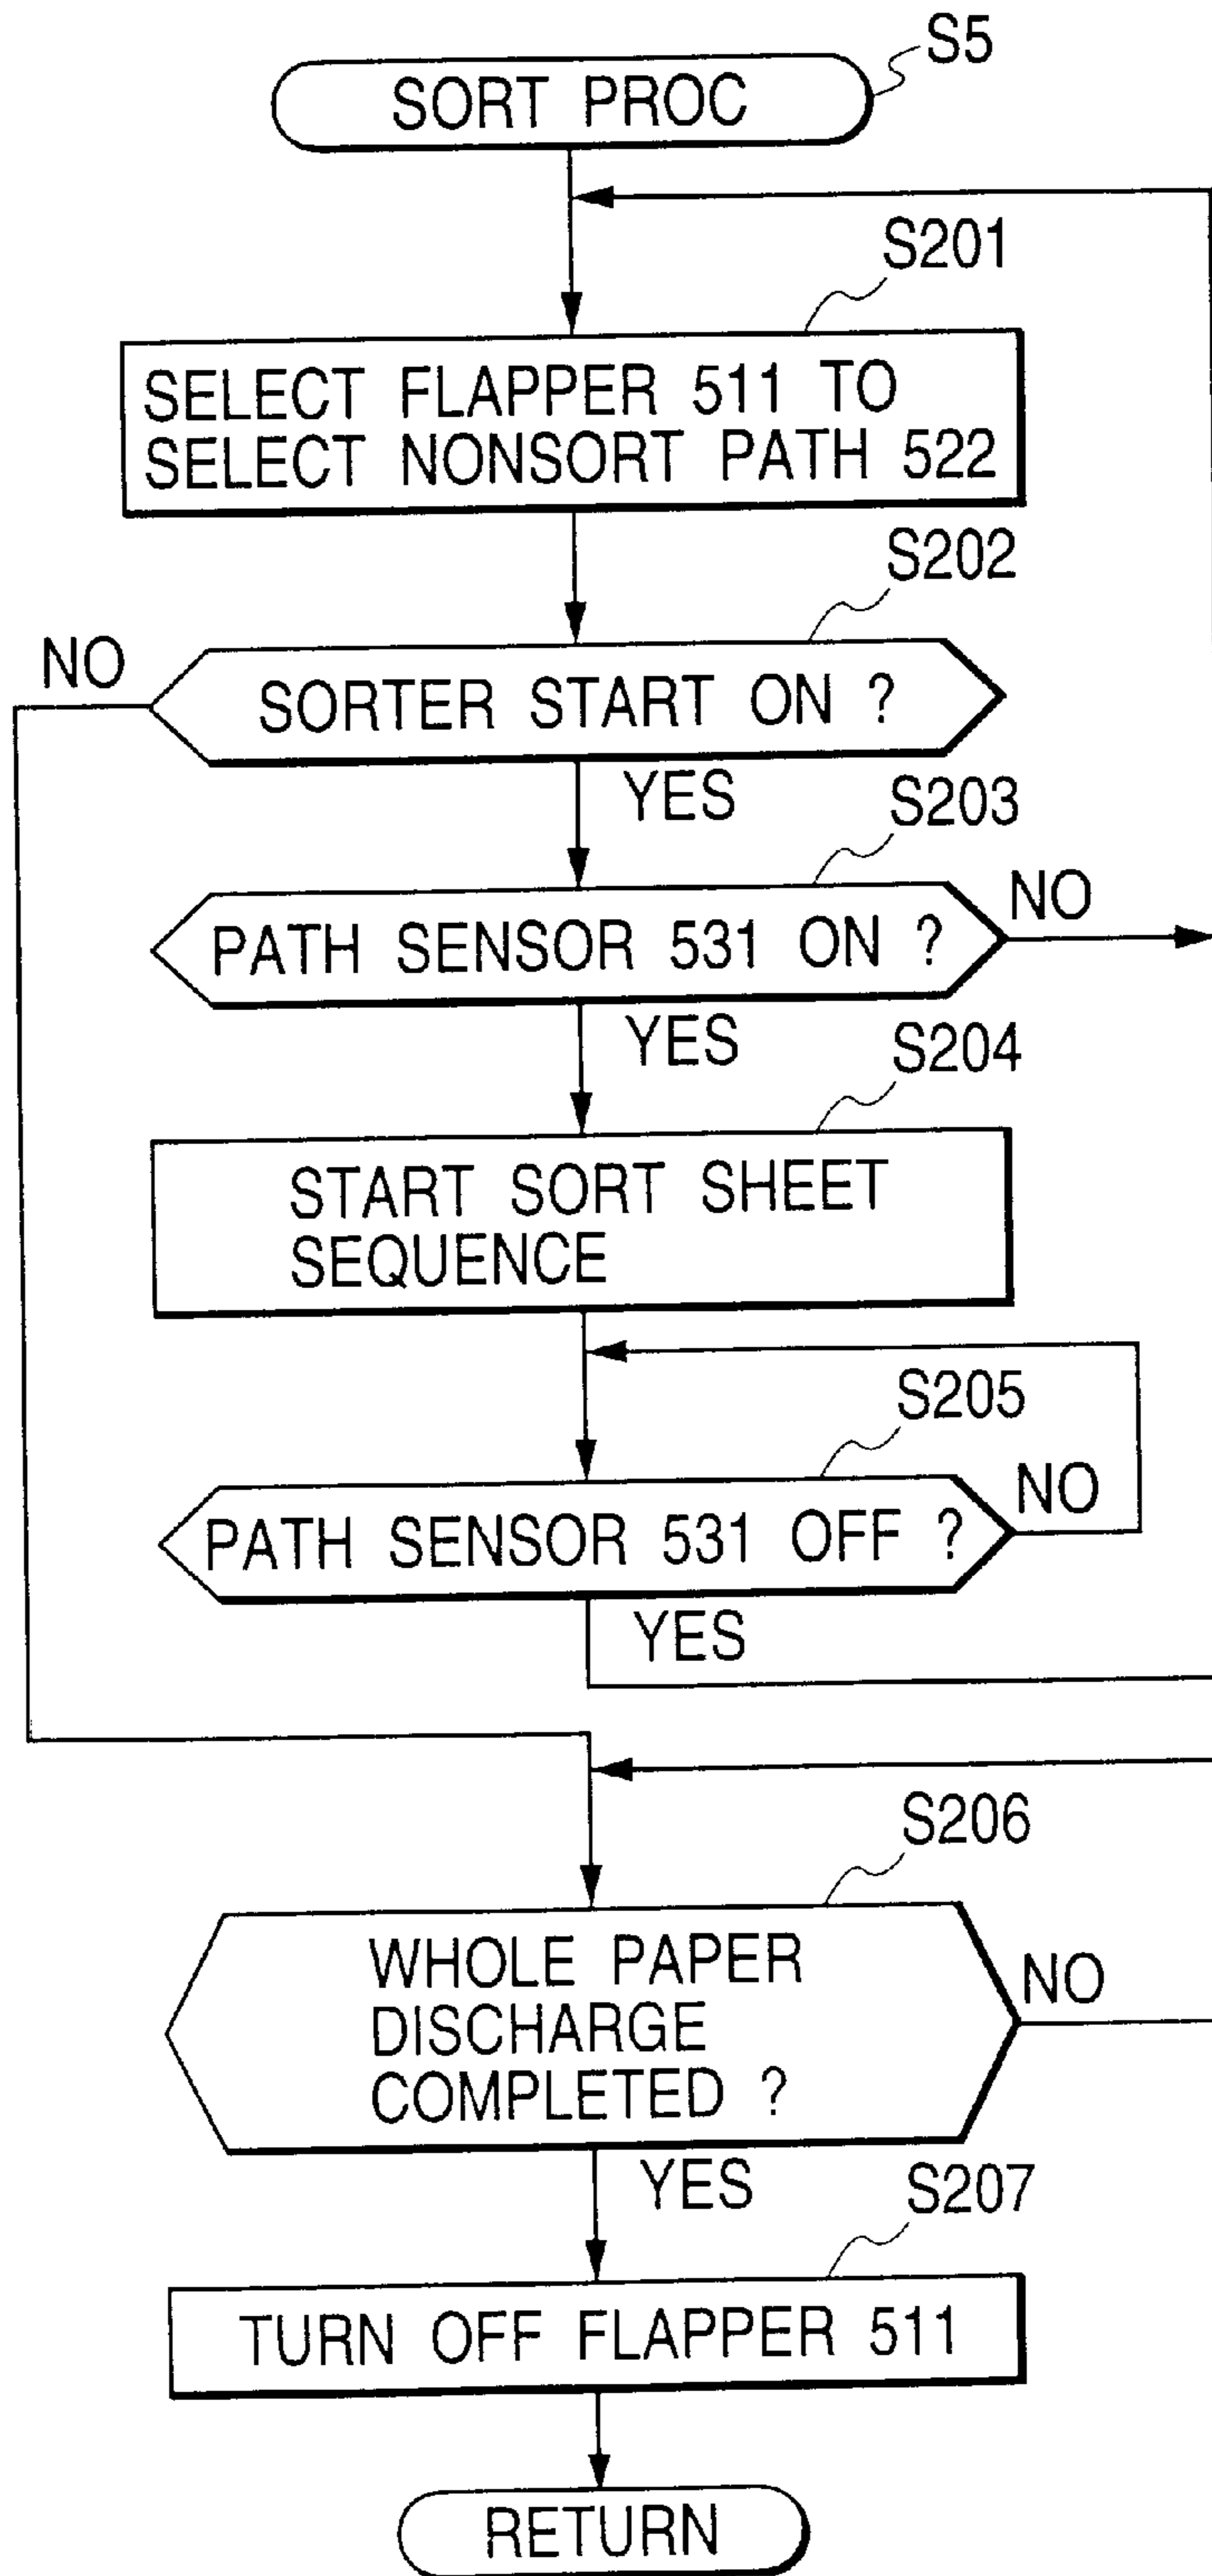 S5
SORT PROC
S201
SELECT FLAPPER 511 TO
SELECT NONSORT PATH 522
S202
NO
SORTER START ON ?
YES
S203
PATH SENSOR 531 ON ?
NO
YES
S204
START SORT SHEET
SEQUENCE
S205
PATH SENSOR 531 OFF ?
NO
YES
S206
WHOLE PAPER
DISCHARGE
COMPLETED ?
NO
YES
S207
TURN OFF FLAPPER 511
RETURN